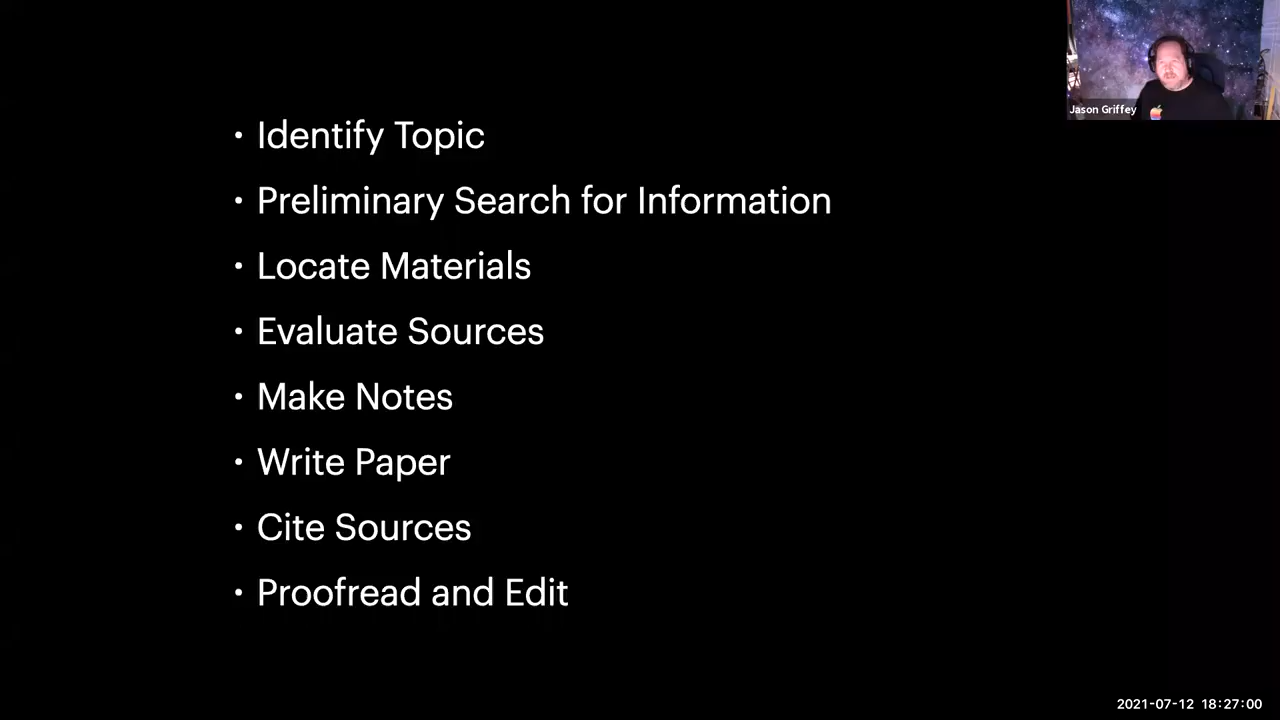 • Identify Topic
• Preliminary Search for Information
• Locate Materials
• Evaluate Sources
• Make Notes
• Write Paper
• Cite Sources
• Proofread and Edit
Jason Griffey
2021-07-12 18:27:00